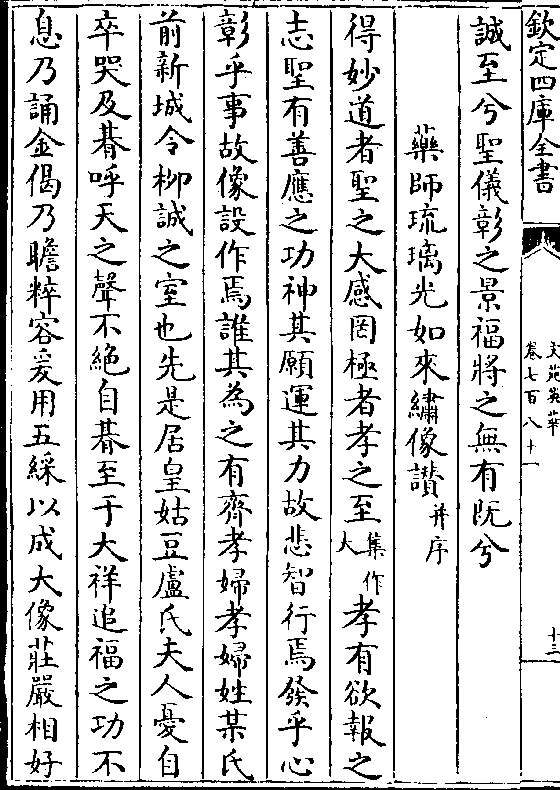 欽定四庫全書
文苑英華
卷七百八十一
十三
誠至兮聖儀彰之景福將之無有既兮
藥師琉璃光如來繡像讃并序
得妙道者聖之大感罔極者孝之至集作大孝有欲報之
志聖有善應之功神其願運其力故悲智行焉發乎心
彰乎事故像設作焉誰其為之有齊孝婦孝婦姓某氏
前新城令栁誠之室也先是居皇姑豆盧氏夫人憂自
卒哭及朞呼天之聲不絶自朞至于大祥追福之功不
息乃誦金偈乃瞻粹容爰用五綵以成大像莊嚴相好